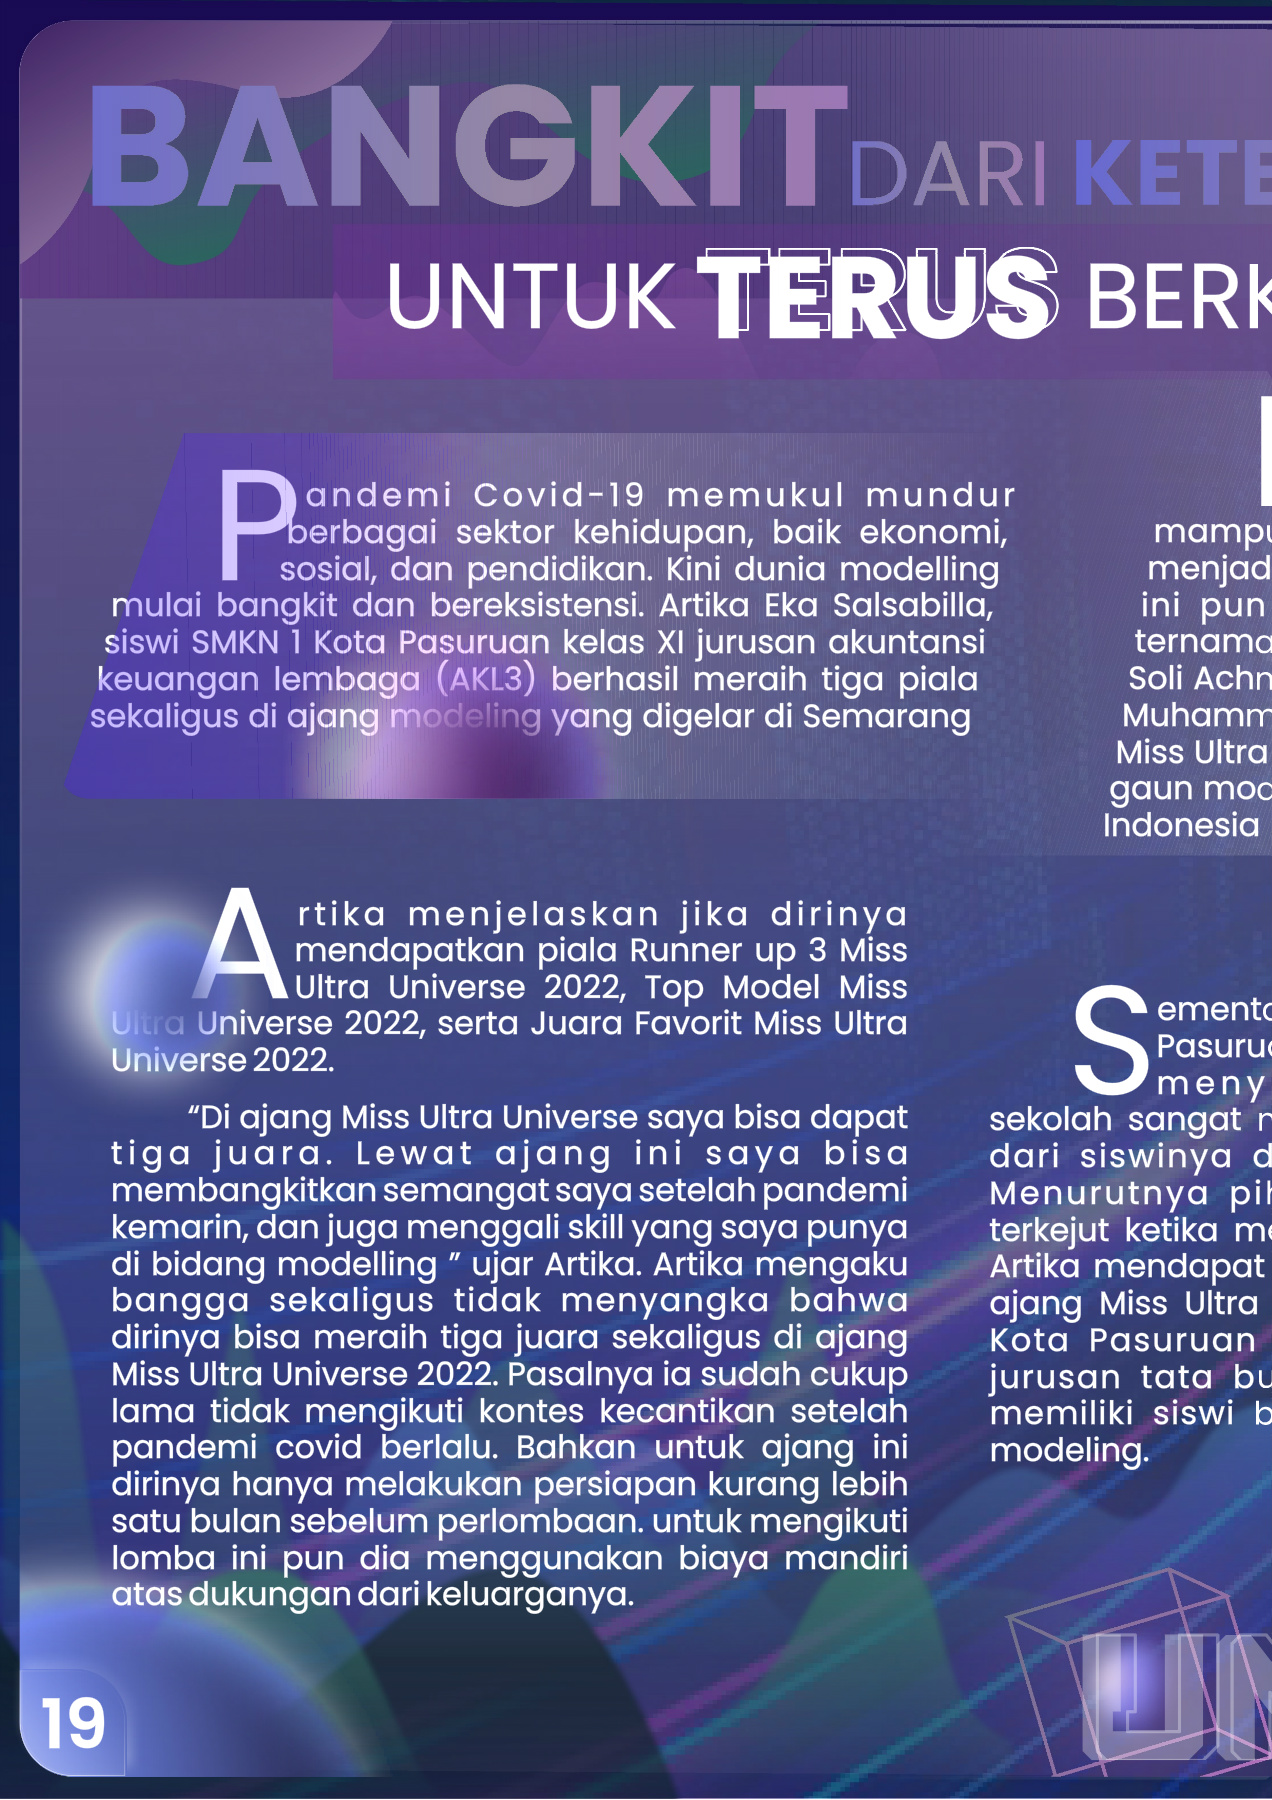 BANGKIT DARI KETE
UNTUK TERUS BERK
Pandemi Covid-19 memukul mundur
berbagai sektor kehidupan, baik ekonomi,
sosial, dan pendidikan. Kini dunia modelling
mulai bangkit dan bereksistensi. Artika Eka Salsabilla,
siswi SMKN 1 Kota Pasuruan kelas XI jurusan akuntansi
keuangan lembaga (AKL3) berhasil meraih tiga piala
sekaligus di ajang modeling yang digelar di Semarang
Artika menjelaskan jika dirinya
mendapatkan piala Runner up 3 Miss
Ultra Universe 2022, Top Model Miss
Ultra Universe 2022, serta Juara Favorit Miss Ultra
Universe 2022.
“Di ajang Miss Ultra Universe saya bisa dapat
tiga juara. Lewat ajang ini saya bisa
membangkitkan semangat saya setelah pandemi
kemarin, dan juga menggali skill yang saya punya
di bidang modelling ” ujar Artika. Artika mengaku
bangga sekaligus tidak menyangka bahwa
dirinya bisa meraih tiga juara sekaligus di ajang
Miss Ultra Universe 2022. Pasalnya ia sudah cukup
lama tidak mengikuti kontes kecantikan setelah
pandemi covid berlalu. Bahkan untuk ajang ini
dirinya hanya melakukan persiapan kurang lebih
satu bulan sebelum perlombaan. untuk mengikuti
lomba ini pun dia menggunakan biaya mandiri
atas dukungan dari keluarganya.
mampu
menjad
ini pun
ternama
Soli Achm
Muhamm
Miss Ultra
gaun mod
Indonesia
Sementa
Pasurua
meny
sekolah sangat m
dari siswinya d
Menurutnya pih
terkejut ketika me
Artika mendapat
ajang Miss Ultra
Kota Pasuruan
jurusan tata bu
memiliki siswi b
modeling.
UN
19